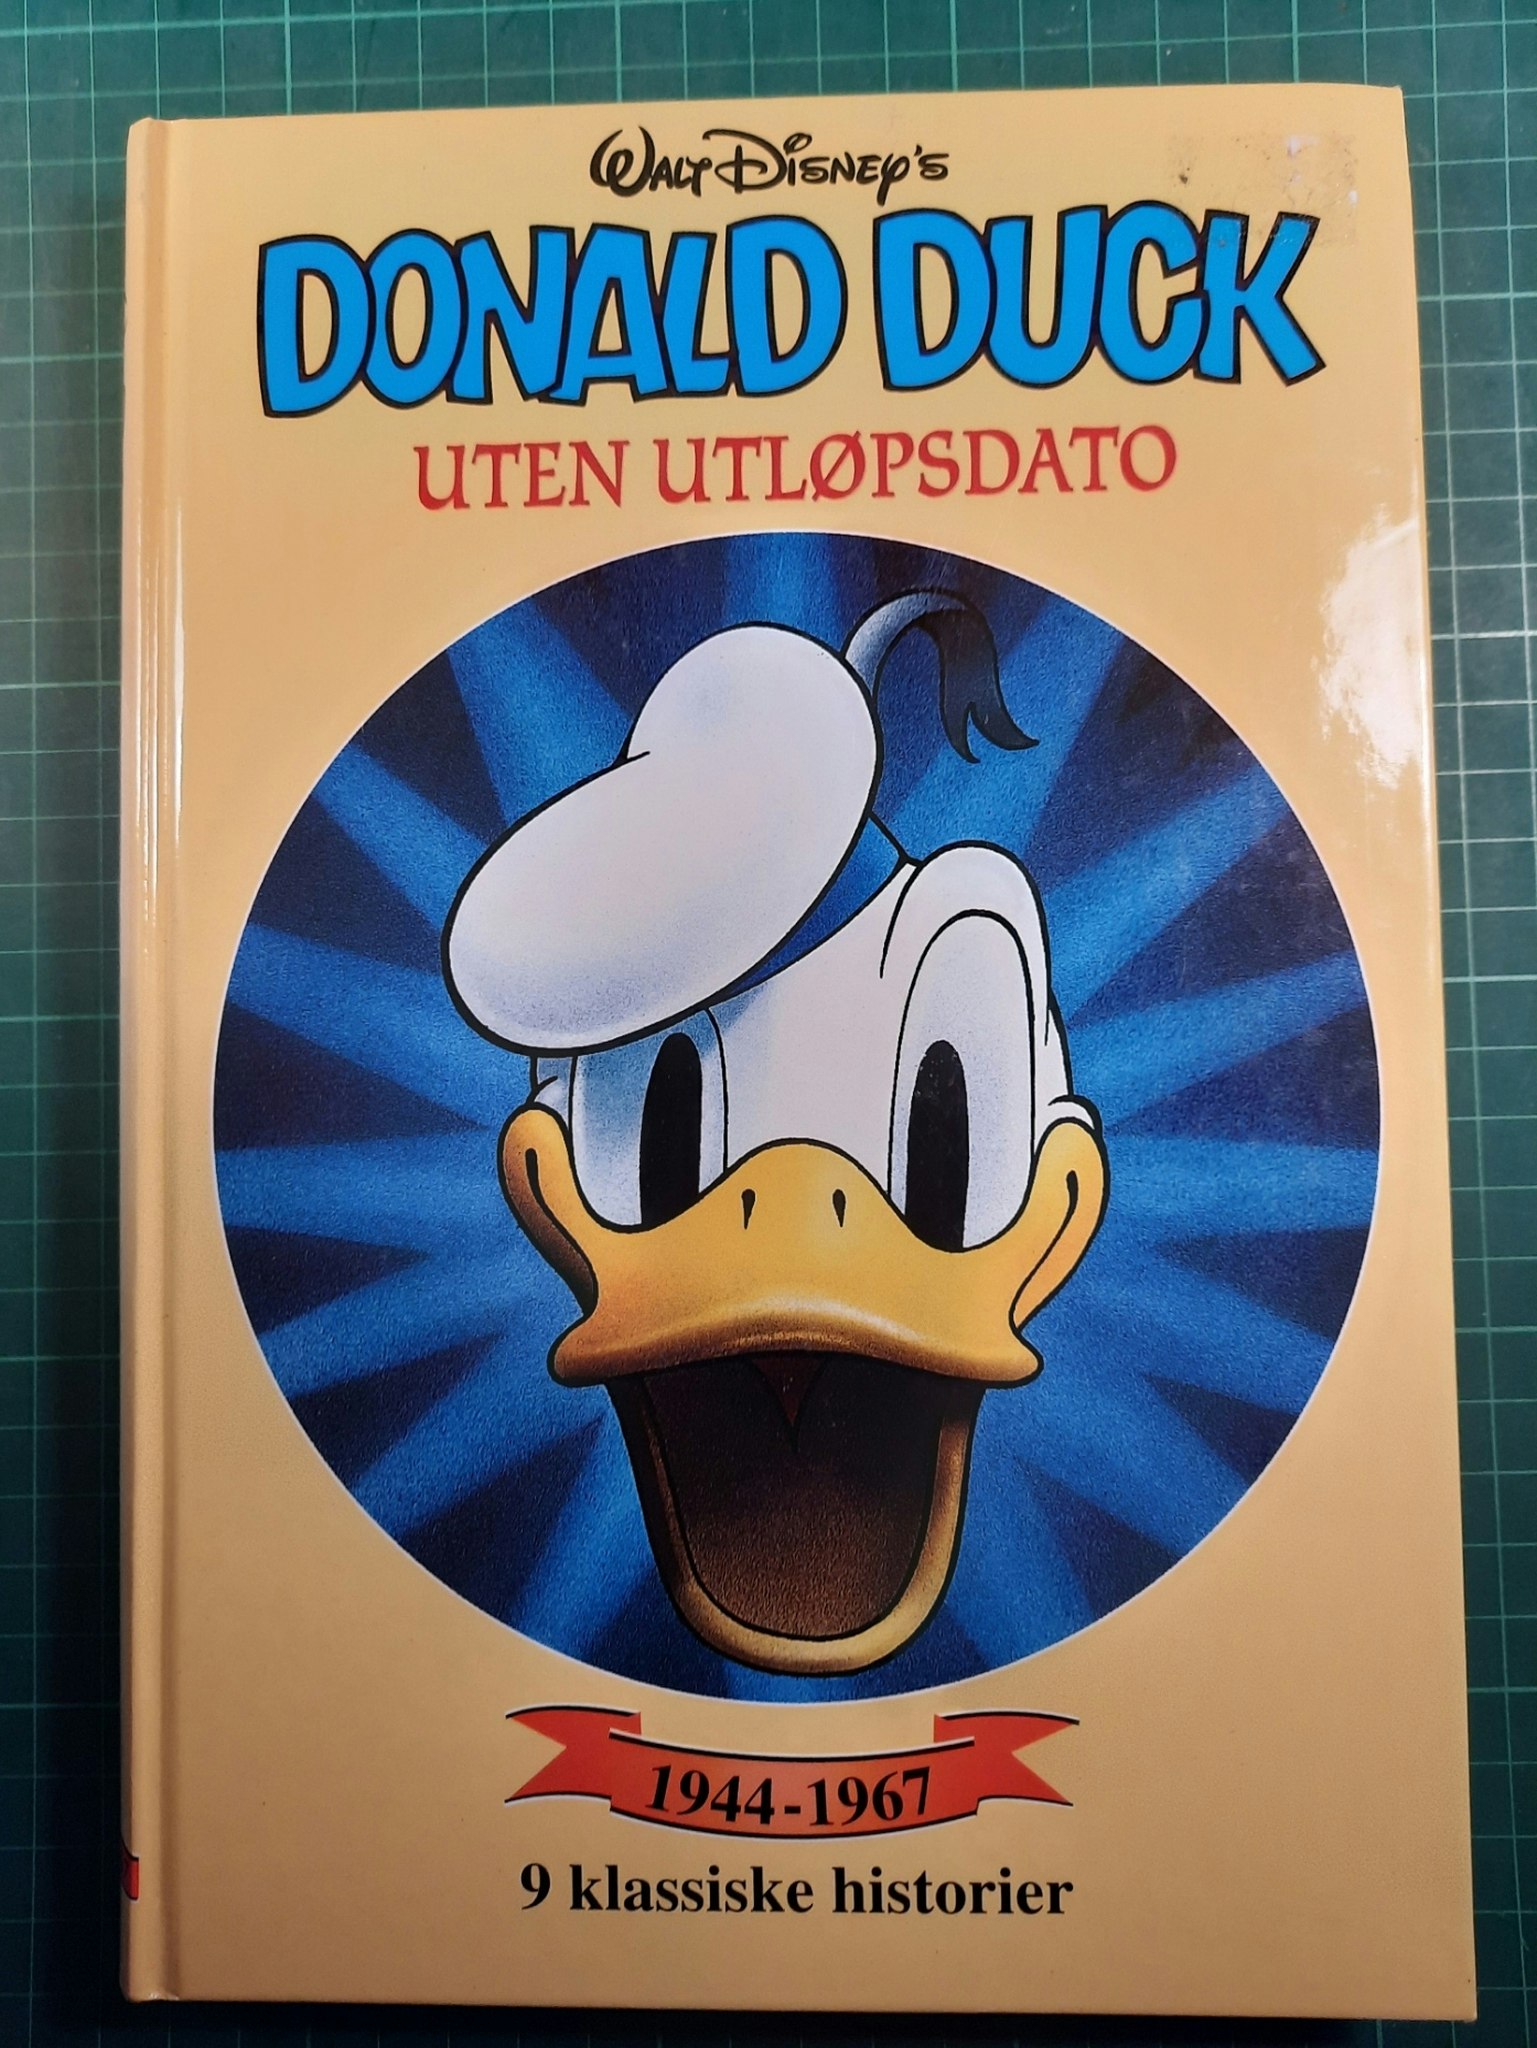 WALT DISNEY'S
DONALD DUCK
UTEN UTLØPSDATO
1944-1967
9 klassiske historier